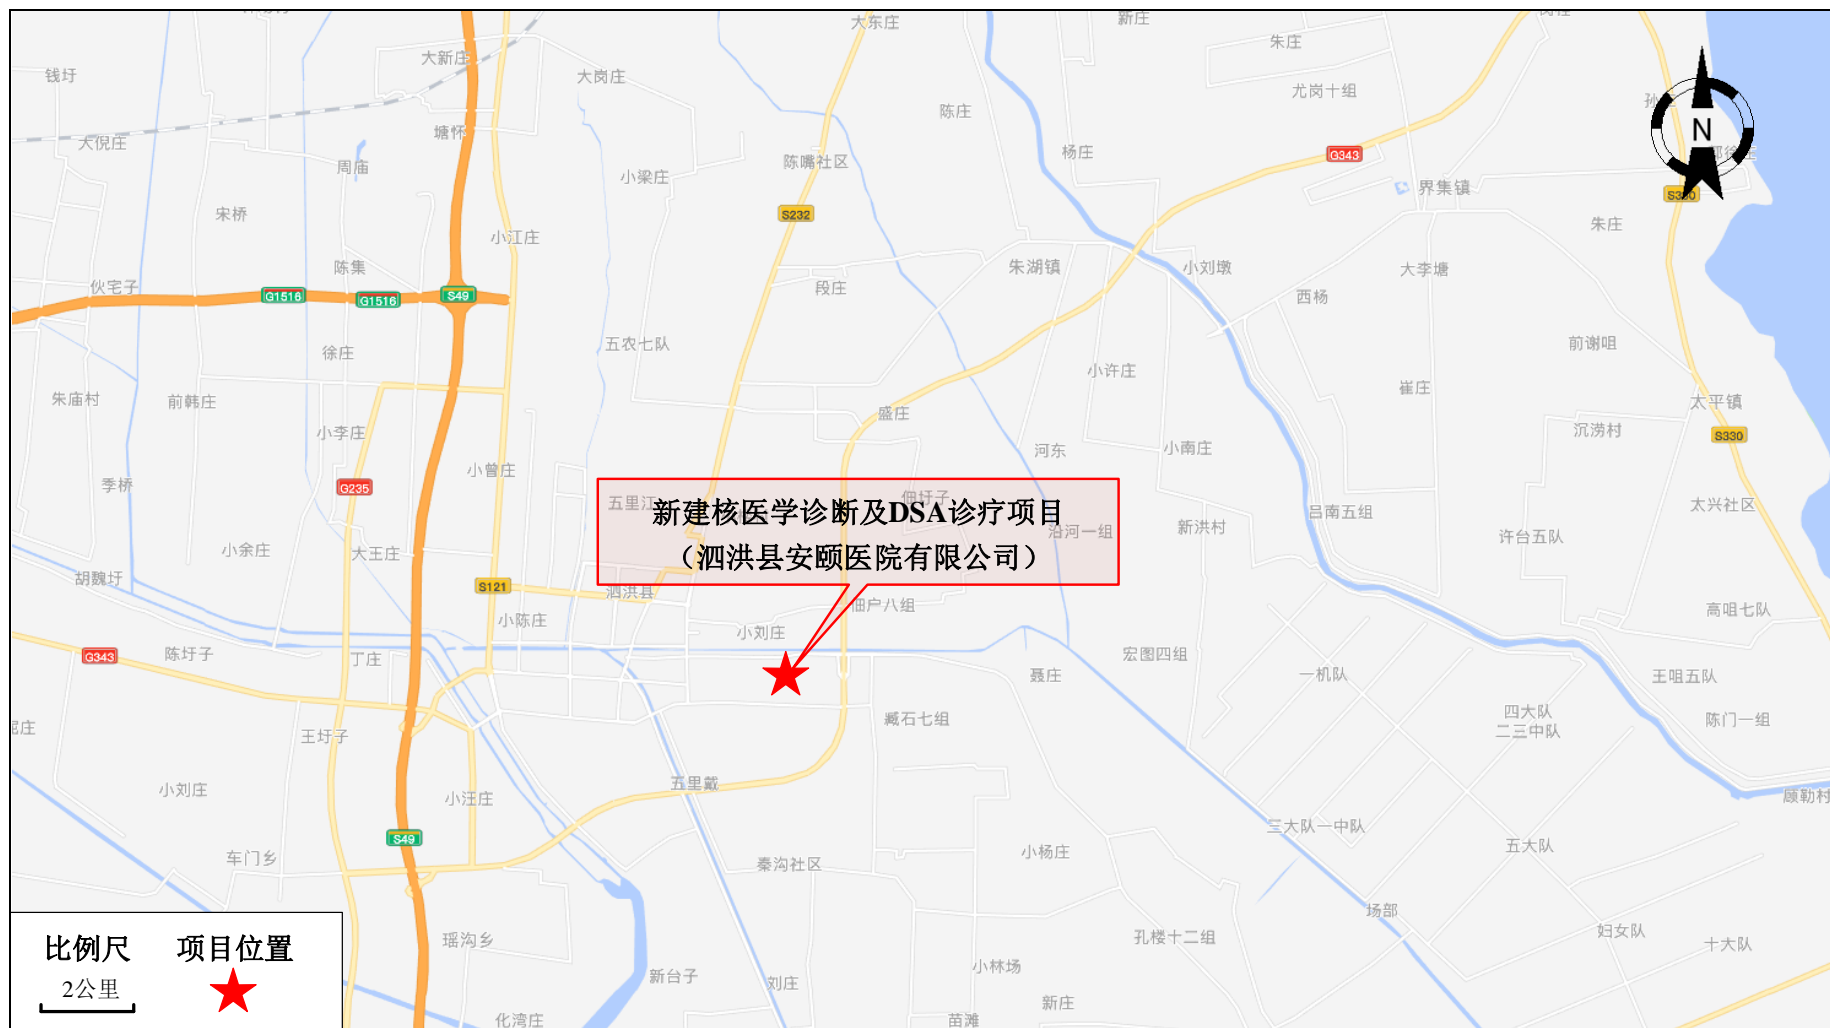 大东庄
新庄
朱庄
大新庄
钱圩
大岗庄
尤岗十组
陈庄
塘怀
大倪庄
杨庄
G343
N
陈嘴社区
周庙
小梁庄
界集镇
S330
宋桥
S232
朱庄
小江庄
陈集
朱湖镇
小刘墩
大李塘
伙宅子
G1516
G1516
S49
段庄
西杨
五农七队
前谢咀
徐庄
小许庄
崔庄
朱庙村
前韩庄
太平镇
盛庄
沉涝村
S330
小李庄
河东
小南庄
小曾庄
季桥
G235
五里江
佃圩子
太兴社区
新建核医学诊断及DSA诊疗项目
吕南五组
新洪村
沿河一组
许台五队
小余庄
大王庄
（泗洪县安颐医院有限公司）
胡魏圩
S121
泗洪县
佃户八组
高咀七队
小陈庄
小刘庄
陈圩子
G343
丁庄
宏图四组
聂庄
一机队
王咀五队
臧石七组
四大队
二三中队
陈门一组
王圩子
五里戴
小刘庄
小汪庄
顾勒村
S49
三大队一中队
五大队
车门乡
秦沟社区
小杨庄
场部
妇女队
孔楼十二组
十大队
瑶沟乡
比例尺
项目位置
小林场
新台子
刘庄
2公里
新庄
化湾庄
苗滩